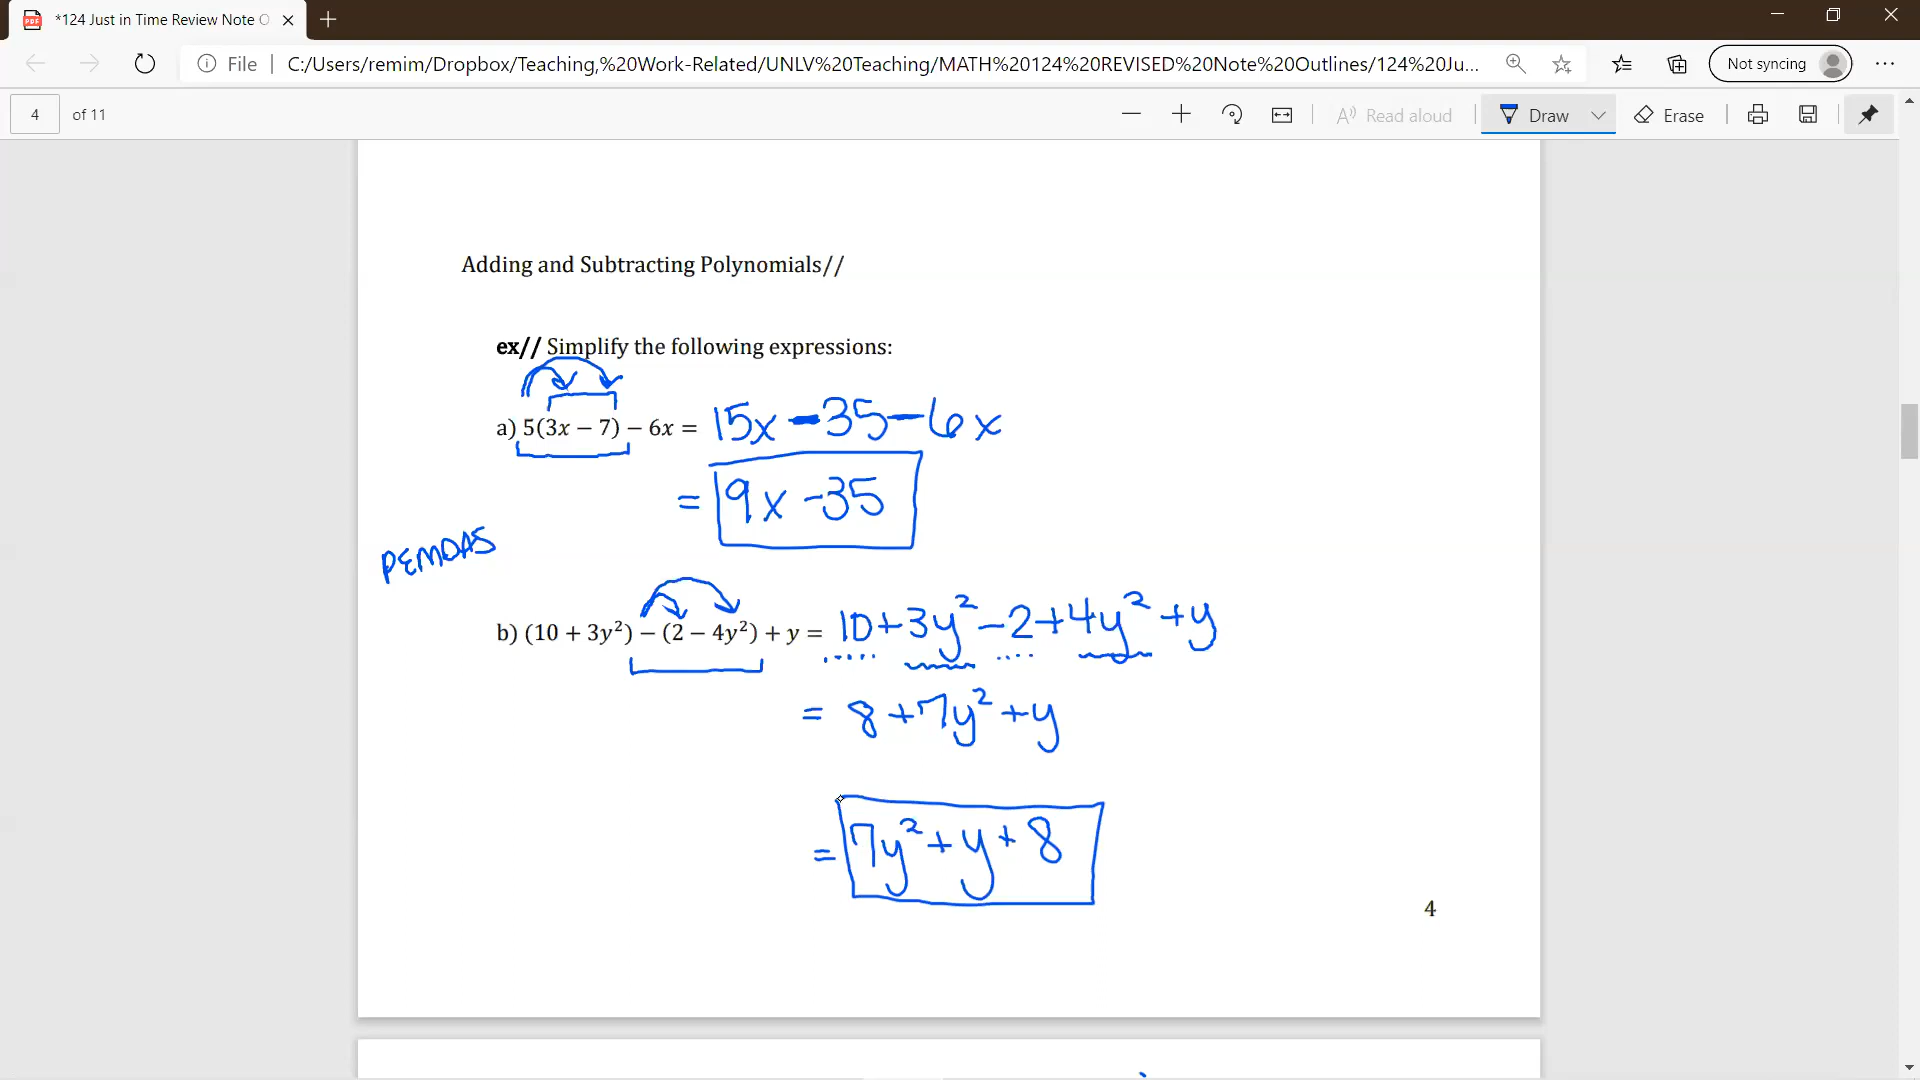 *124 Just in Time Review Note O
File
C:/Users/remim/Dropbox/Teaching,%20Work-Related/UNLV%20Teaching/MATH%20124%20REVISED%20Note%20Outlines/124%20Ju...
Not syncing
4 of 11
Read aloud
Draw
Erase
Adding and Subtracting Polynomials//
ex// Simplify the following expressions:
a) 5(3x − 7) − 6x = 15x − 35 − 6x
= 9x − 35
PEMDAS
b) (10 + 3y²) − (2 − 4y²) + y = 10 + 3y² − 2 + 4y² + y
= 8 + 7y² + y
= 7y² + y + 8
4